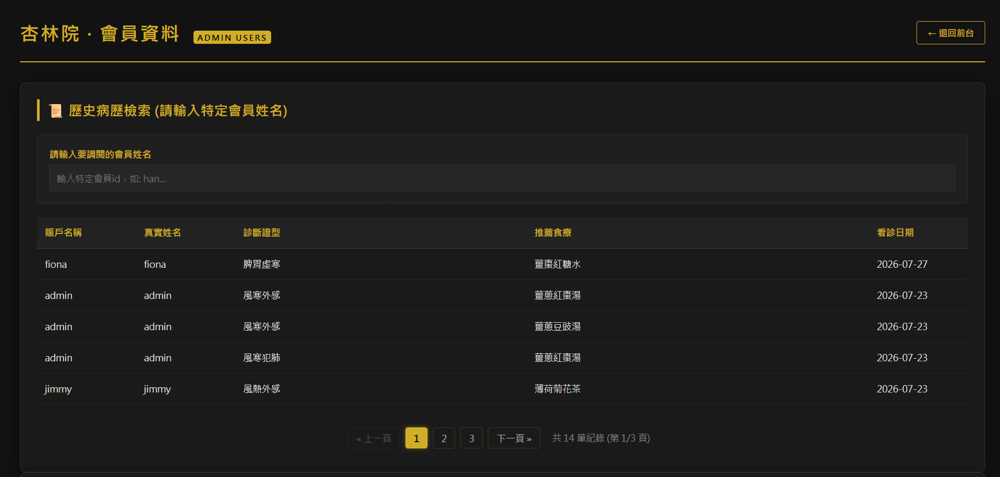 杏林院 · 會員資料 ADMIN USERS
← 退回前台
歷史病歷檢索 (請輸入特定會員姓名)
請輸入要調閱的會員姓名
輸入特定會員id，如: han...
賬戶名稱 真實姓名 診斷證型 推薦食療 看診日期
fiona fiona 脾胃虛寒 薑棗紅糖水 2026-07-27
admin admin 風寒外感 薑蔥紅棗湯 2026-07-23
admin admin 風寒外感 薑蔥豆豉湯 2026-07-23
admin admin 風寒犯肺 薑蔥紅棗湯 2026-07-23
jimmy jimmy 風熱外感 薄荷菊花茶 2026-07-23
« 上一頁 1 2 3 下一頁 » 共 14 筆紀錄 (第 1/3 頁)